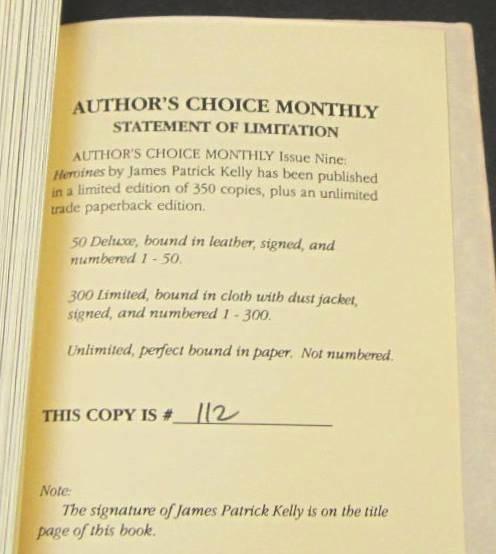 AUTHOR'S CHOICE MONTHLY
STATEMENT OF LIMITATION
AUTHOR'S CHOICE MONTHLY Issue Nine:
Heroines by James Patrick Kelly has been published
in a limited edition of 350 copies, plus an unlimited
trade paperback edition.
50 Deluxe, bound in leather, signed, and
numbered 1 - 50.
300 Limited, bound in cloth with dust jacket,
signed, and numbered 1 - 300.
Unlimited, perfect bound in paper. Not numbered.
THIS COPY IS # 112
Note:
The signature of James Patrick Kelly is on the title
page of this book.